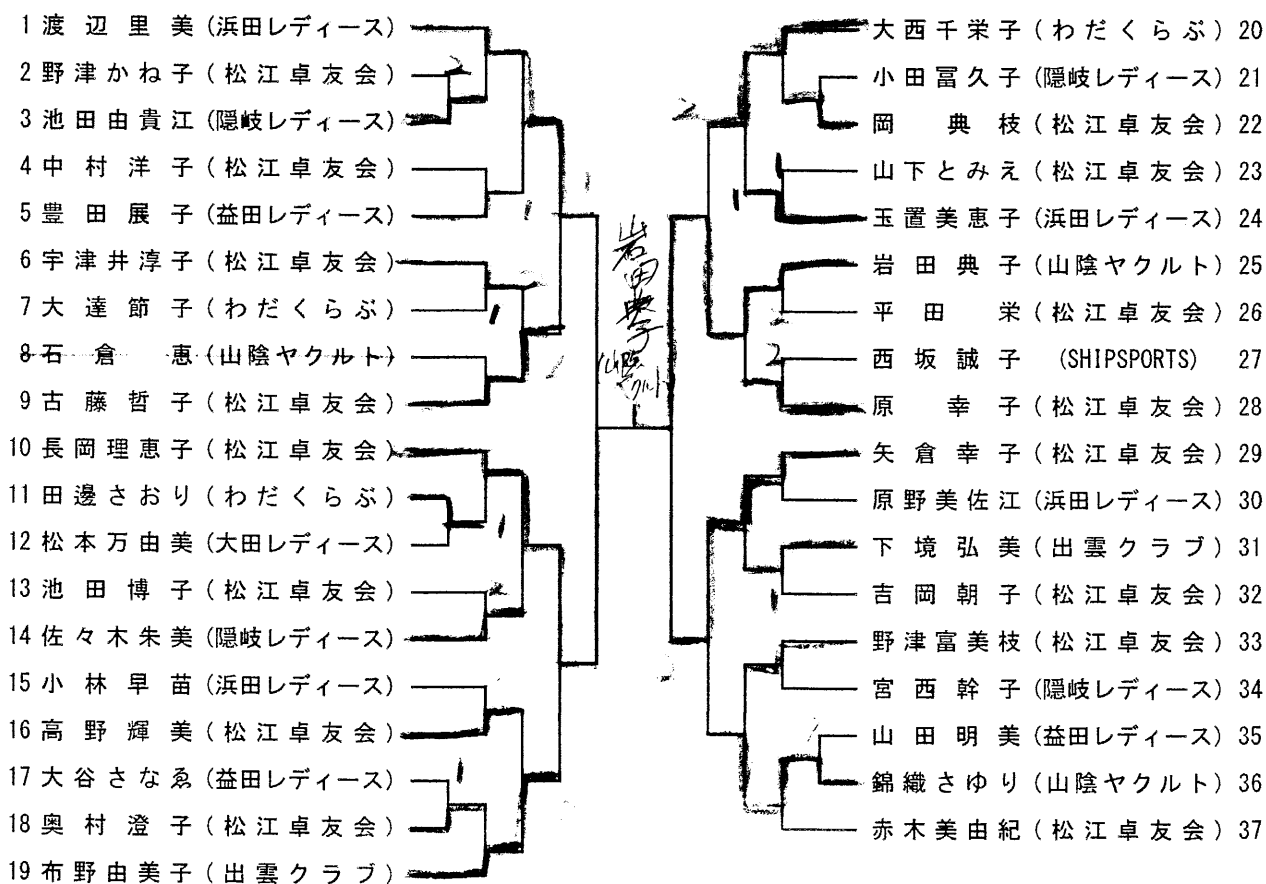 1 渡辺里美 (浜田レディース)
2 野津かね子 (松江卓友会)
3 池田由貴江 (隠岐レディース)
4 中村洋子 (松江卓友会)
5 豊田展子 (益田レディース)
6 宇津井淳子 (松江卓友会)
7 大達節子 (わだくらぶ)
8 石倉恵 (山陰ヤクルト)
9 古藤哲子 (松江卓友会)
10 長岡理恵子 (松江卓友会)
11 田邊さおり (わだくらぶ)
12 松本万由美 (大田レディース)
13 池田博子 (松江卓友会)
14 佐々木朱美 (隠岐レディース)
15 小林早苗 (浜田レディース)
16 高野輝美 (松江卓友会)
17 大谷さなゑ (益田レディース)
18 奥村澄子 (松江卓友会)
19 布野由美子 (出雲クラブ)
岩田典子
(山陰
ヤクルト
大西千栄子 (わだくらぶ) 20
小田冨久子 (隠岐レディース) 21
岡典枝 (松江卓友会) 22
山下とみえ (松江卓友会) 23
玉置美恵子 (浜田レディース) 24
岩田典子 (山陰ヤクルト) 25
平田栄 (松江卓友会) 26
西坂誠子 (SHIPSPORTS) 27
原幸子 (松江卓友会) 28
矢倉幸子 (松江卓友会) 29
原野美佐江 (浜田レディース) 30
下境弘美 (出雲クラブ) 31
吉岡朝子 (松江卓友会) 32
野津富美枝 (松江卓友会) 33
宮西幹子 (隠岐レディース) 34
山田明美 (益田レディース) 35
錦織さゆり (山陰ヤクルト) 36
赤木美由紀 (松江卓友会) 37